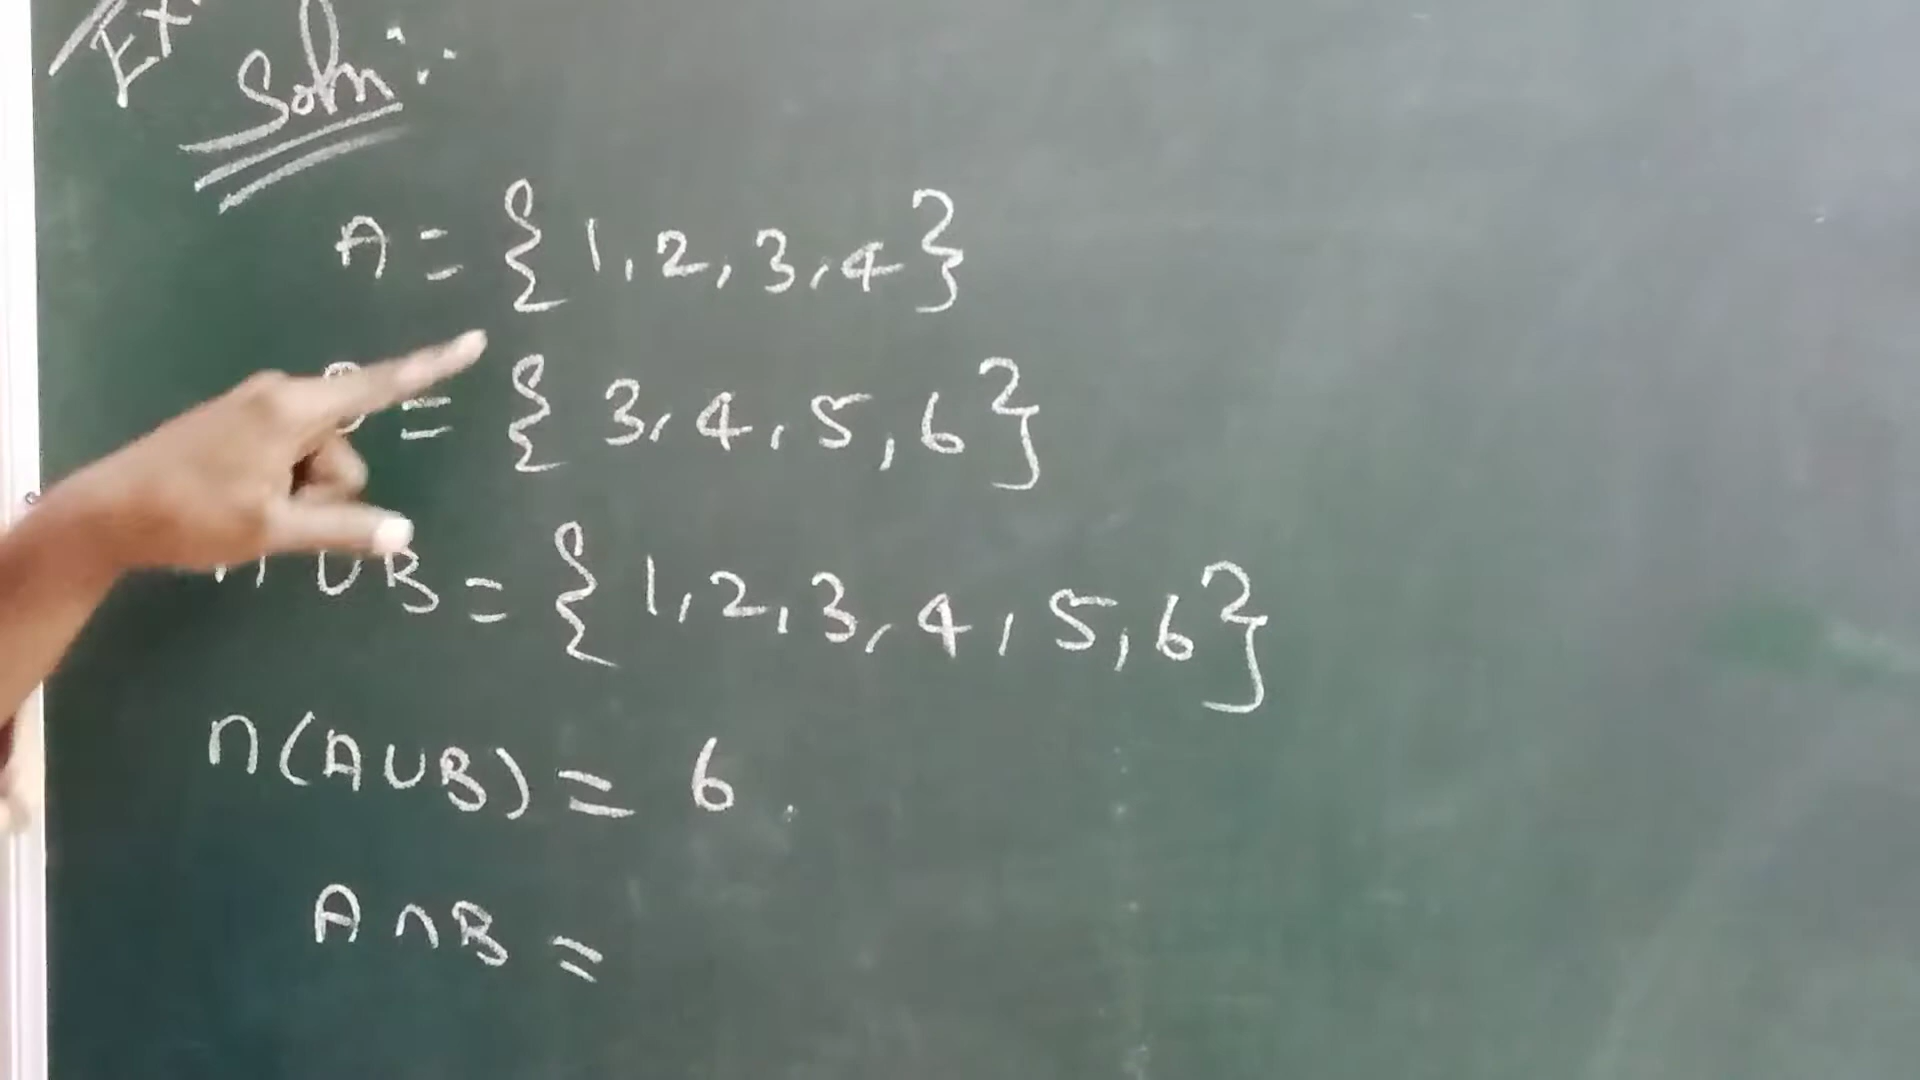 Ex
Soln:
A = {1,2,3,4}
= {3,4,5,6}
∪B = {1,2,3,4,5,6}
n(A∪B) = 6.
A∩B =